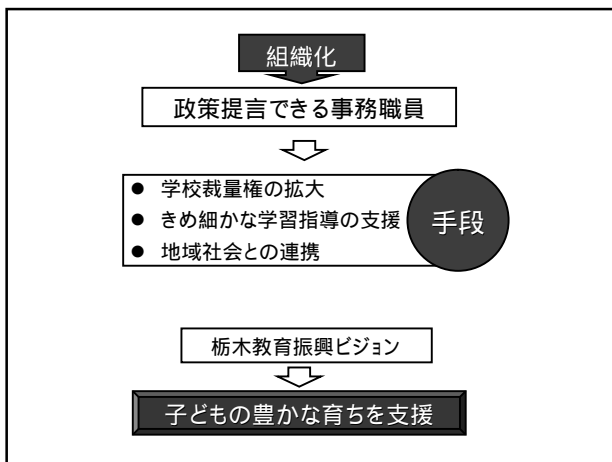 組織化
政策提言できる事務職員
● 学校裁量権の拡大
● きめ細かな学習指導の支援
● 地域社会との連携
手段
栃木教育振興ビジョン
子どもの豊かな育ちを支援